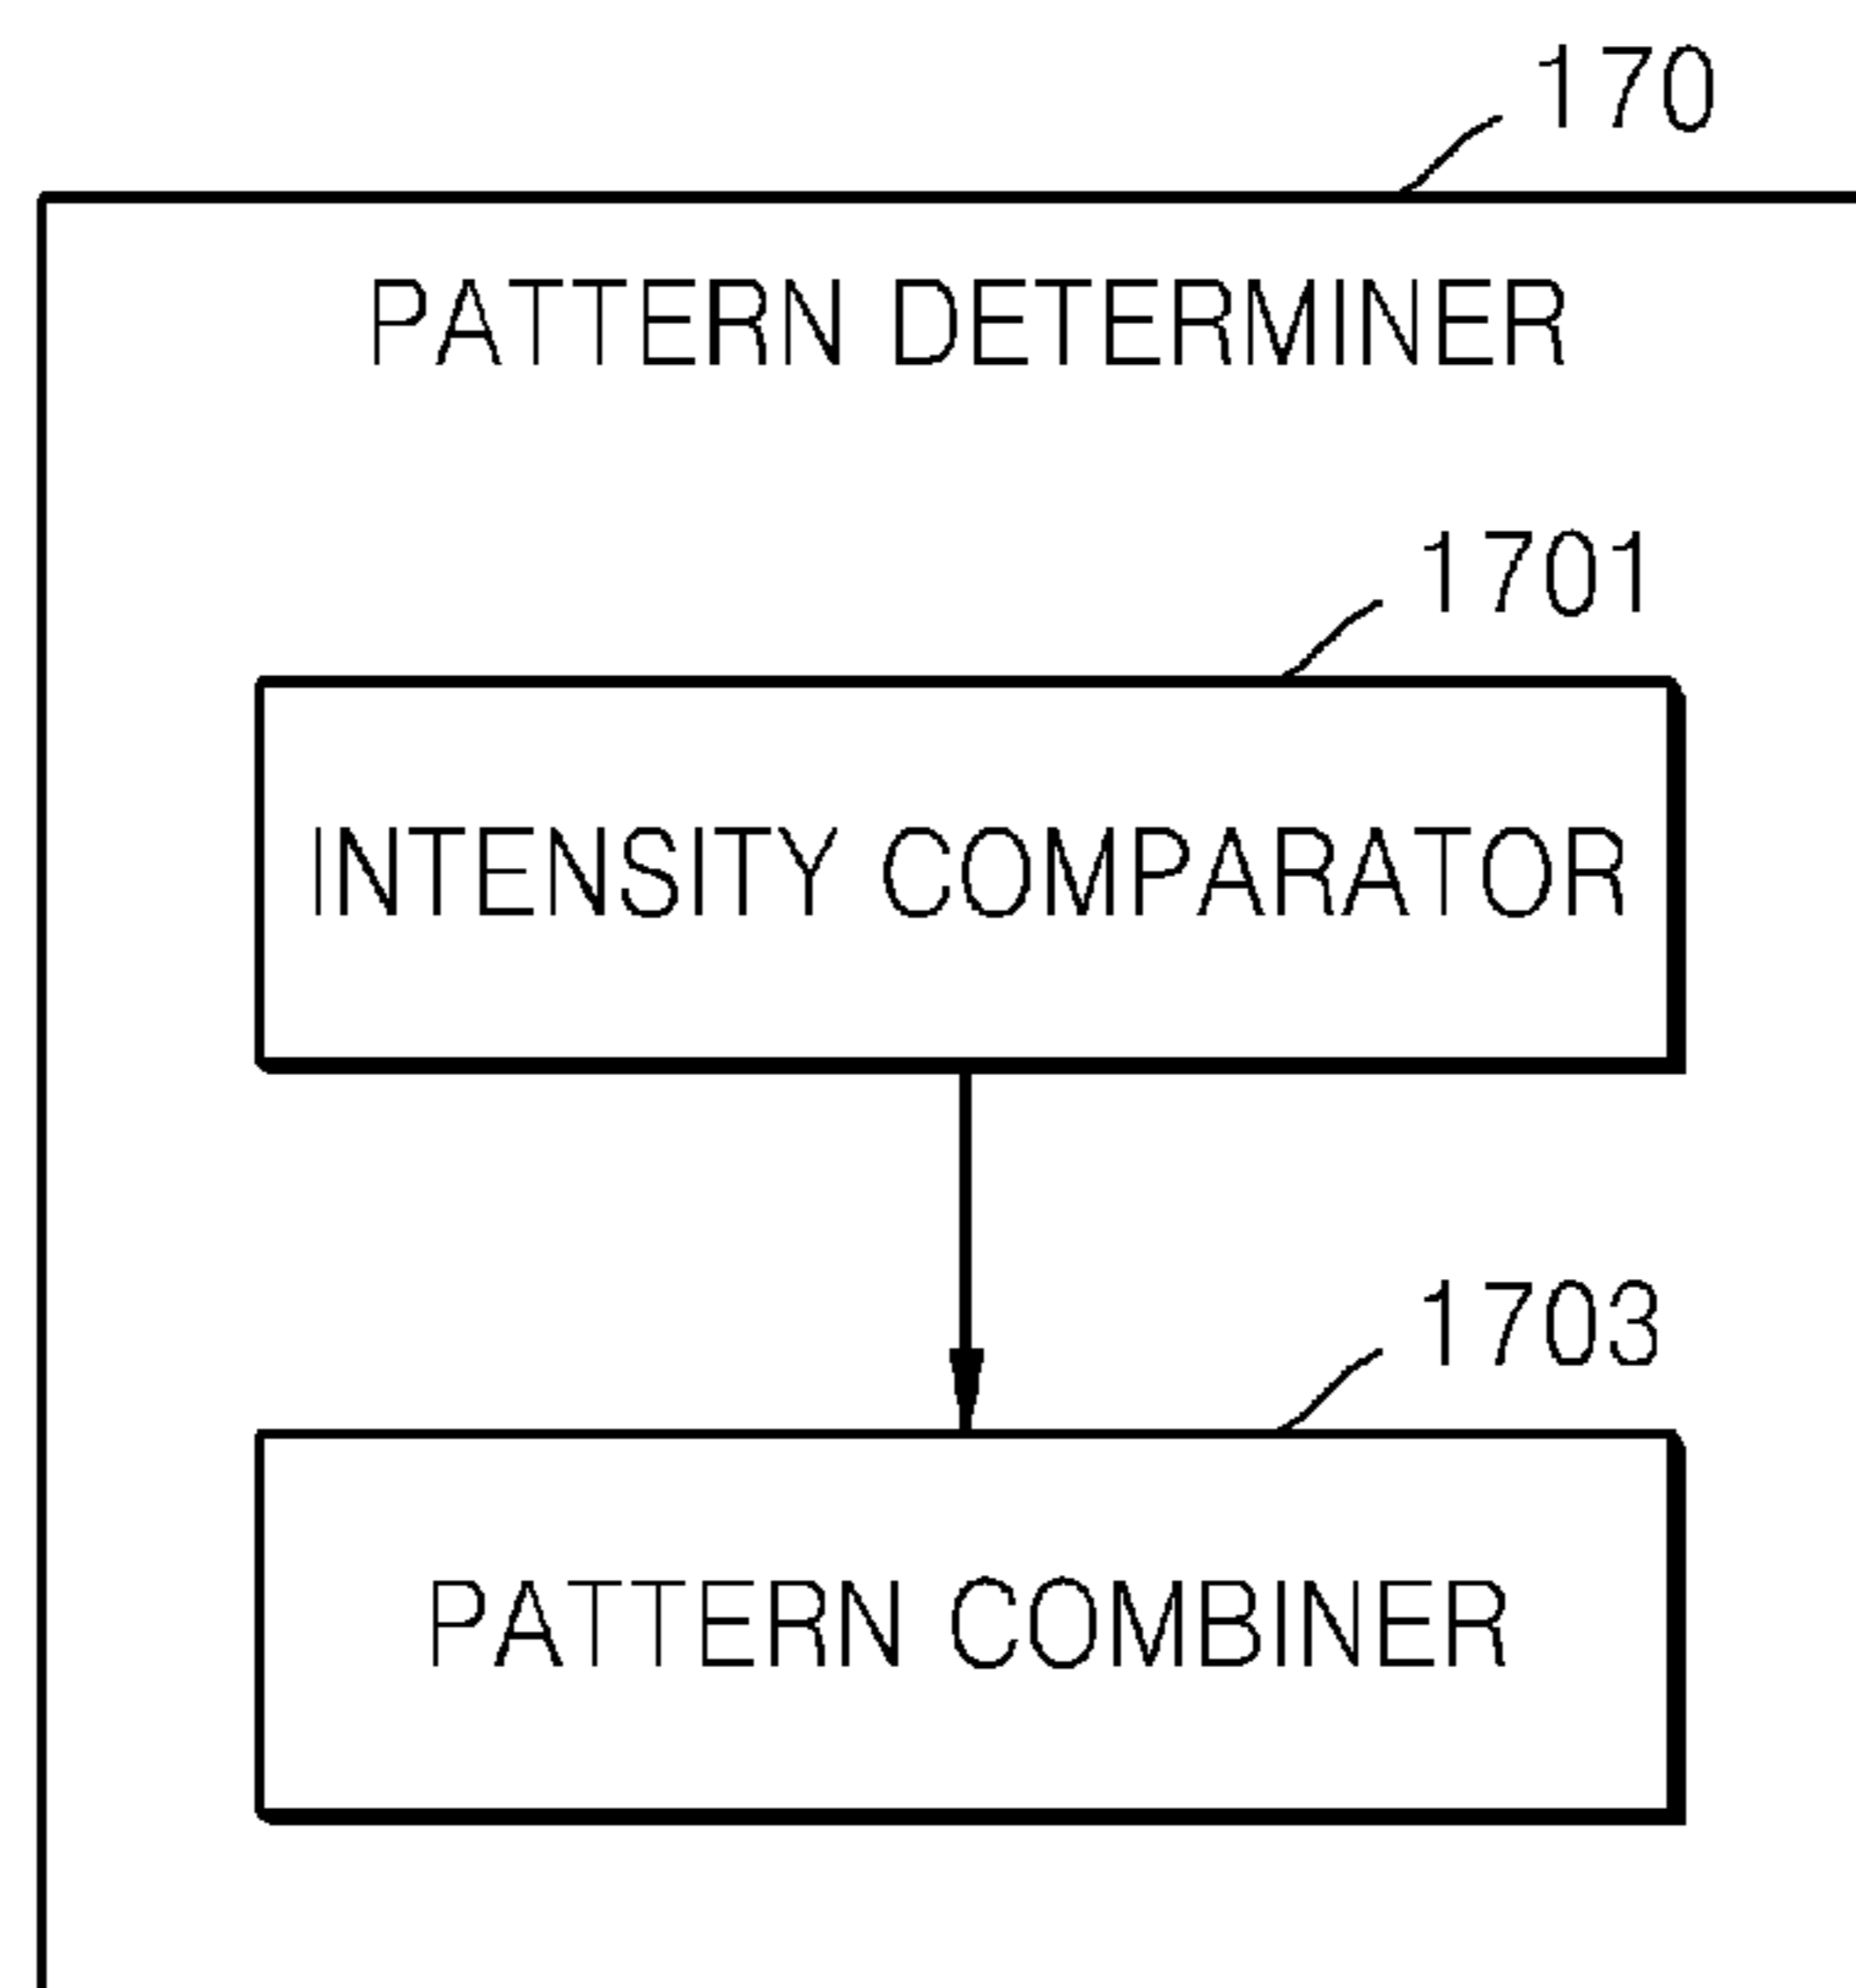 170
PATTERN DETERMINER
1701
INTENSITY COMPARATOR
1703
PATTERN COMBINER